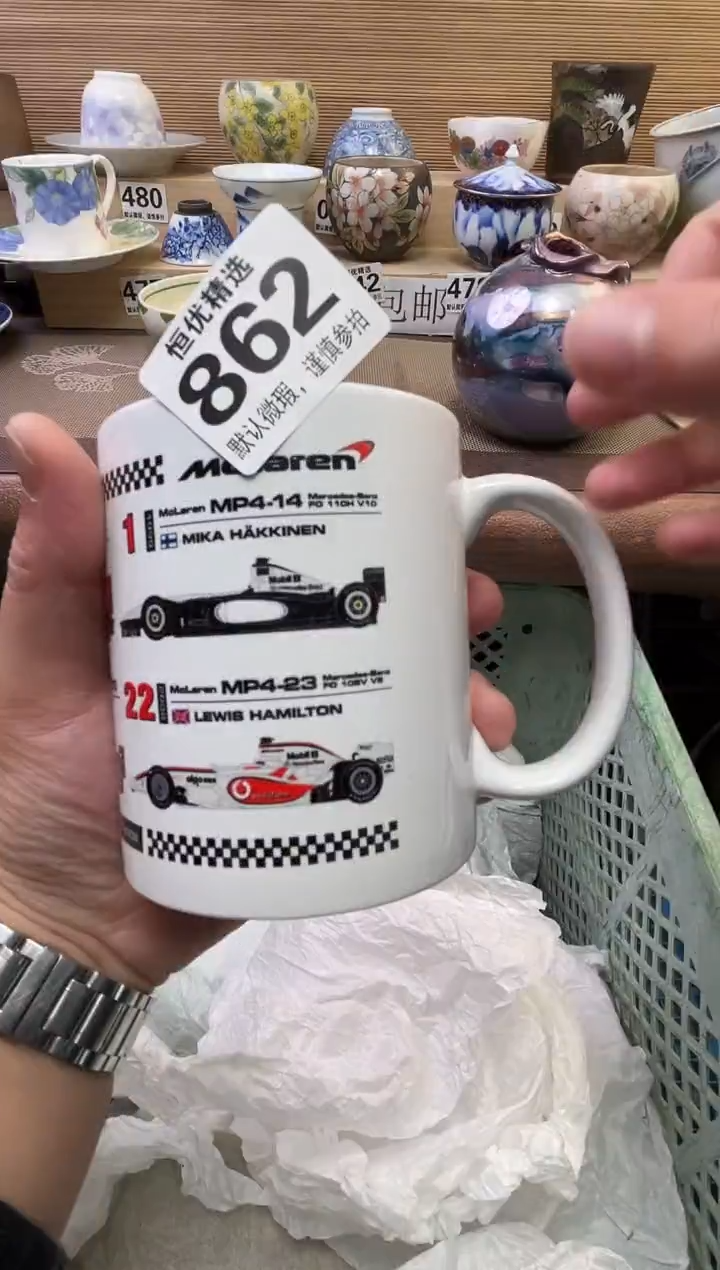 480
恒优精选
862
默认微瑕，谨慎参拍
包邮
McLaren
1
McLaren MP4-14 Mercedes-Benz FO 110H V10
MIKA HÄKKINEN
Mobil
22
McLaren MP4-23 Mercedes-Benz FO 108V V8
LEWIS HAMILTON
Mobil